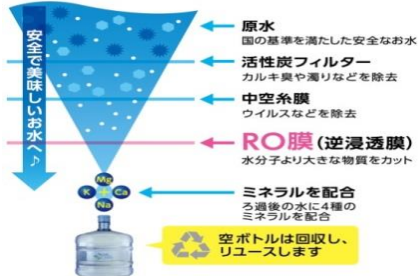 安全で美味しいお水へ♪
原水
国の基準を満たした安全なお水
活性炭フィルター
カルキ臭や濁りなどを除去
中空糸膜
ウイルスなどを除去
RO膜(逆浸透膜)
水分子より大きな物質をカット
Mg
K + Ca
Na
ミネラルを配合
ろ過後の水に4種の
ミネラルを配合
空ボトルは回収し、
リユースします